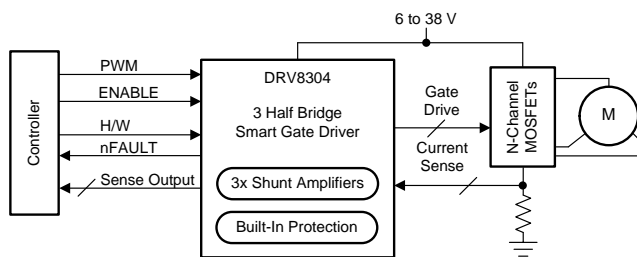 6 to 38 V
Controller
PWM
ENABLE
H/W
nFAULT
Sense Output
DRV8304
3 Half Bridge
Smart Gate Driver
3x Shunt Amplifiers
Built-In Protection
Gate
Drive
Current
Sense
N-Channel
MOSFETs
M